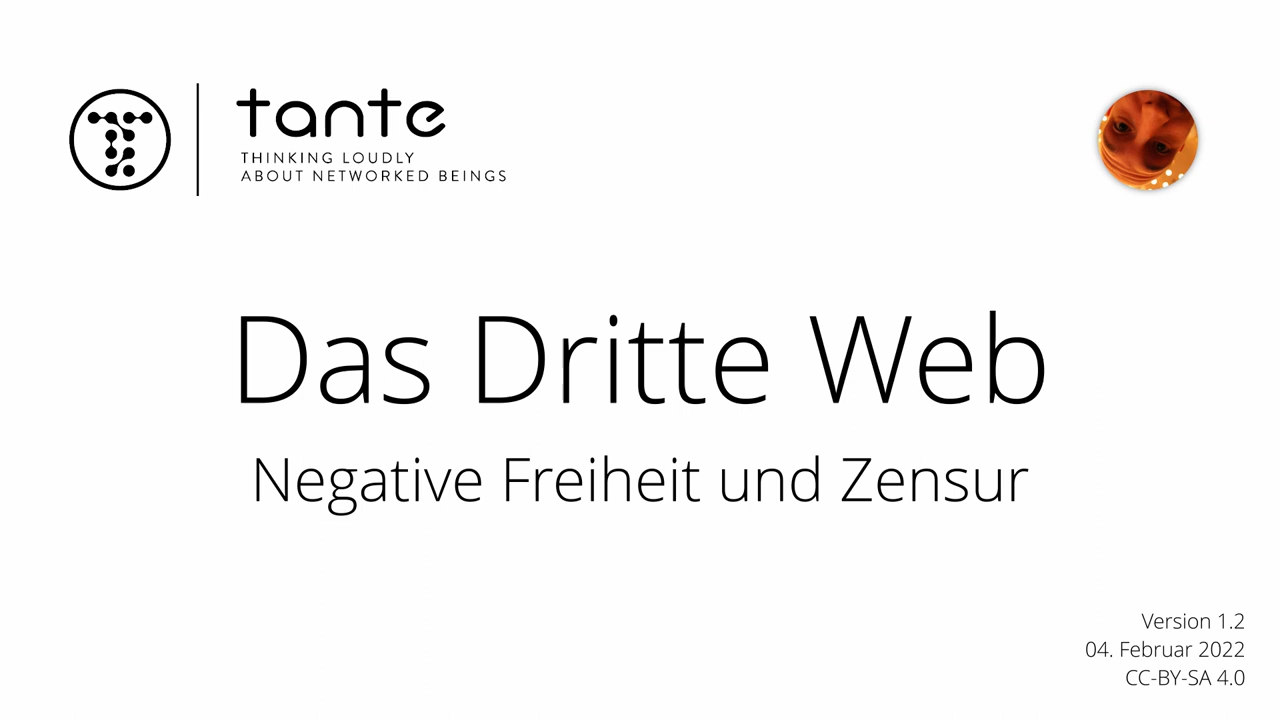 tante
THINKING LOUDLY
ABOUT NETWORKED BEINGS
Das Dritte Web
Negative Freiheit und Zensur
Version 1.2
04. Februar 2022
CC-BY-SA 4.0